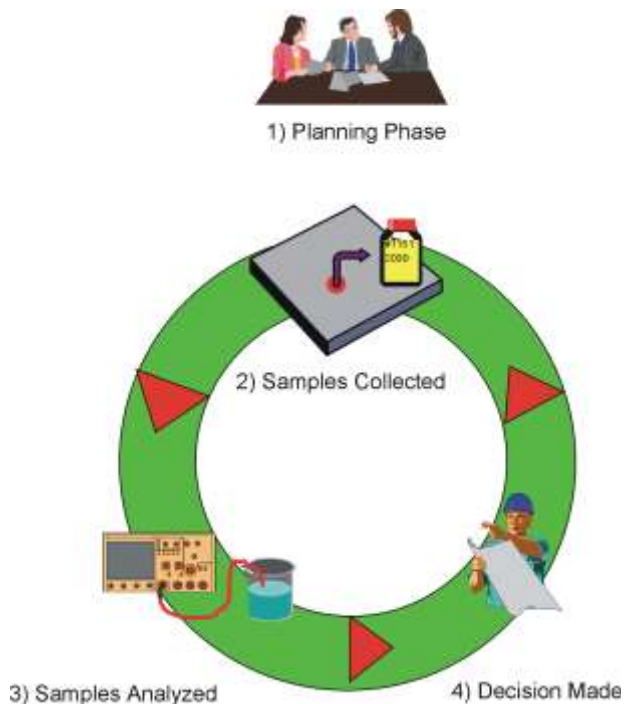 1) Planning Phase
2) Samples Collected
3) Samples Analyzed
4) Decision Made